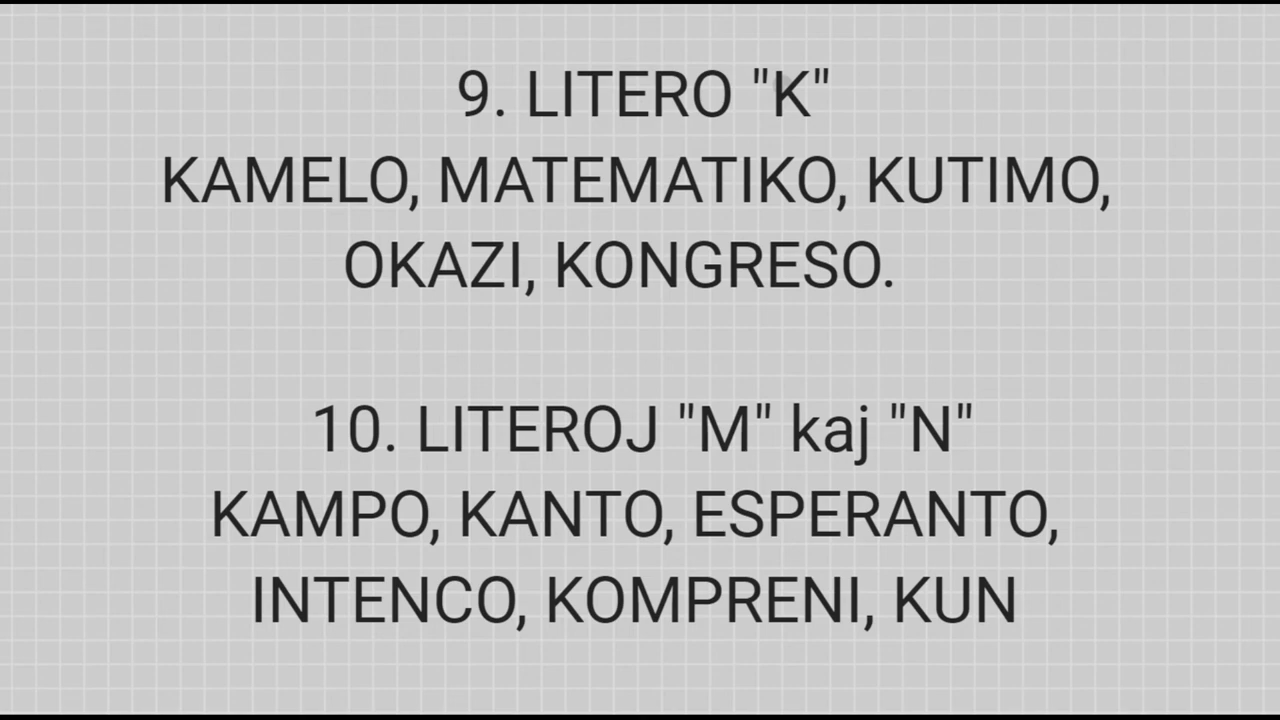 9. LITERO "K"
KAMELO, MATEMATIKO, KUTIMO,
OKAZI, KONGRESO.
10. LITEROJ "M" kaj "N"
KAMPO, KANTO, ESPERANTO,
INTENCO, KOMPRENI, KUN